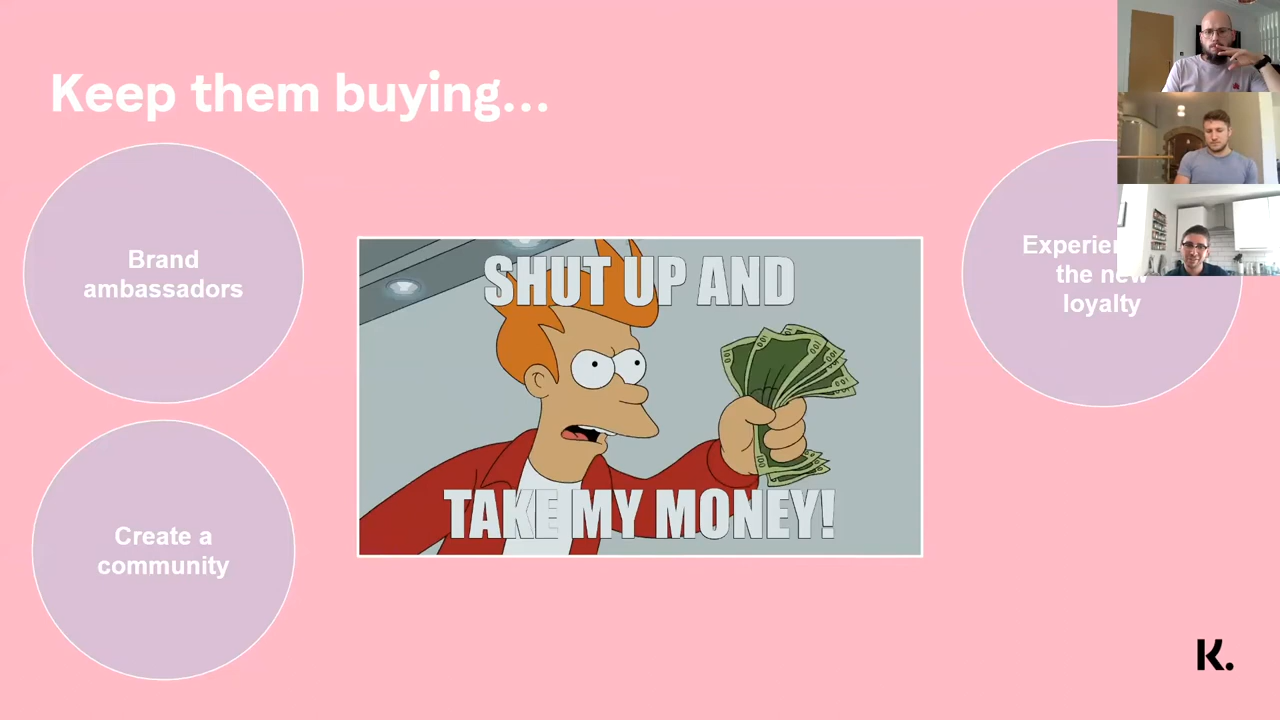 Keep them buying...
Brand
ambassadors
SHUT UP AND
TAKE MY MONEY!
the new
loyalty
Create a
community
K.